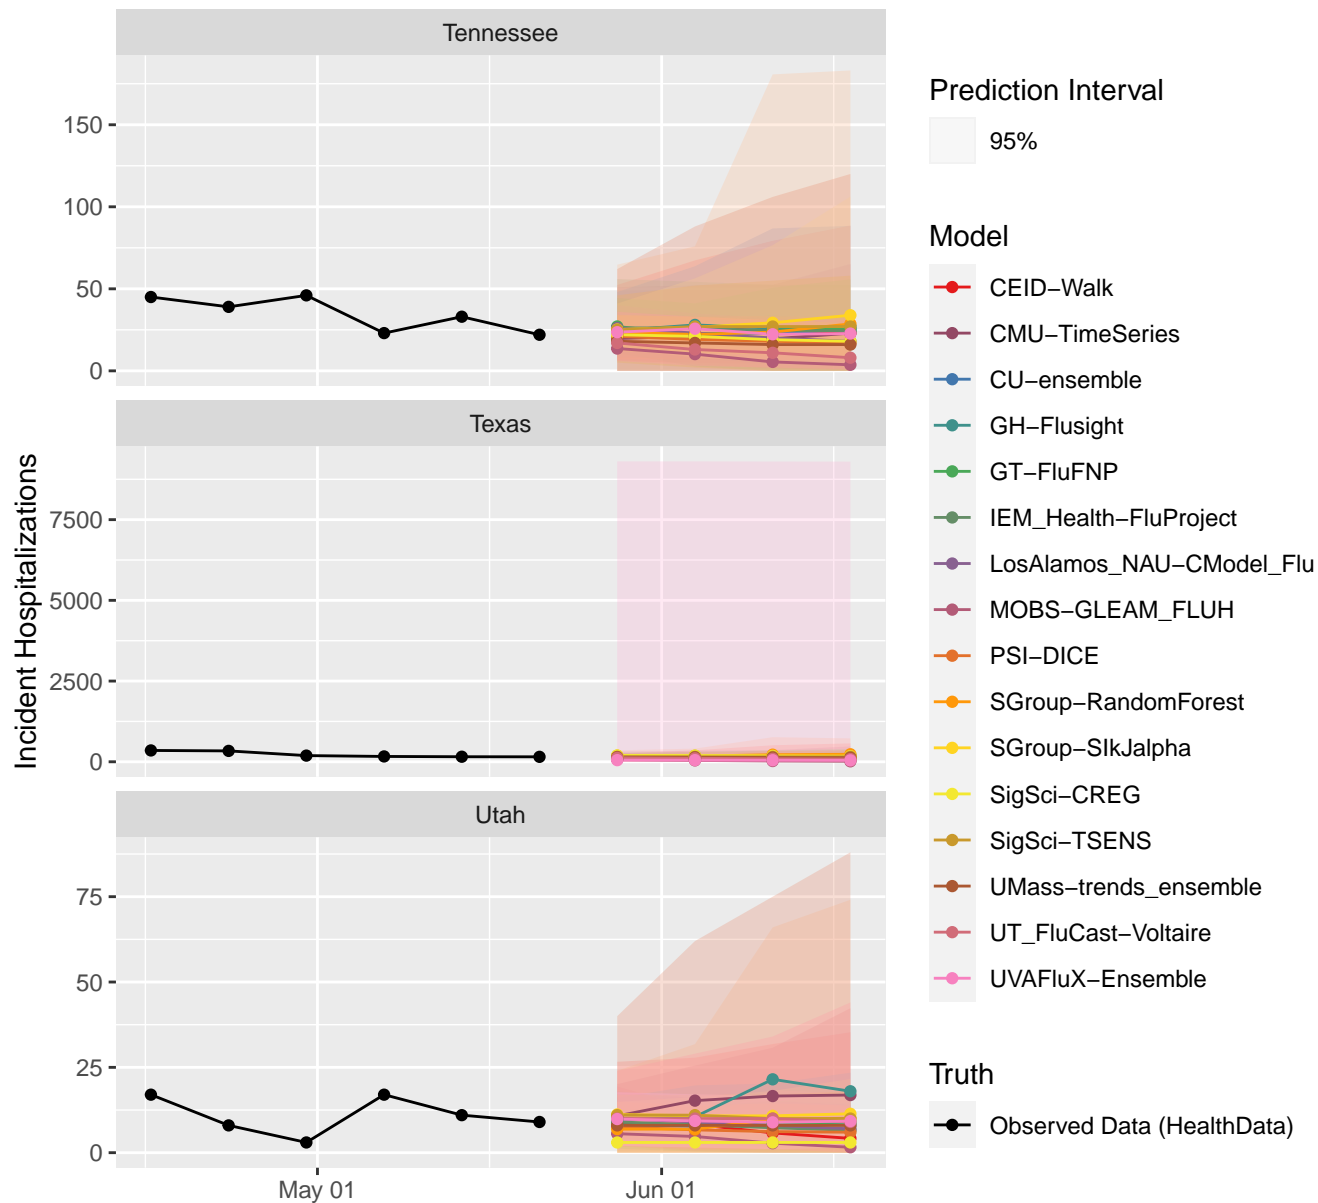 Tennessee
150
100
50
0
Texas
7500
5000
2500
0
Utah
75
50
25
0
May 01
Jun 01
Incident Hospitalizations
Prediction Interval
95%
Model
CEID−Walk
CMU−TimeSeries
CU−ensemble
GH−Flusight
GT−FluFNP
IEM_Health−FluProject
LosAlamos_NAU−CModel_Flu
MOBS−GLEAM_FLUH
PSI−DICE
SGroup−RandomForest
SGroup−SIkJalpha
SigSci−CREG
SigSci−TSENS
UMass−trends_ensemble
UT_FluCast−Voltaire
UVAFluX−Ensemble
Truth
Observed Data (HealthData)